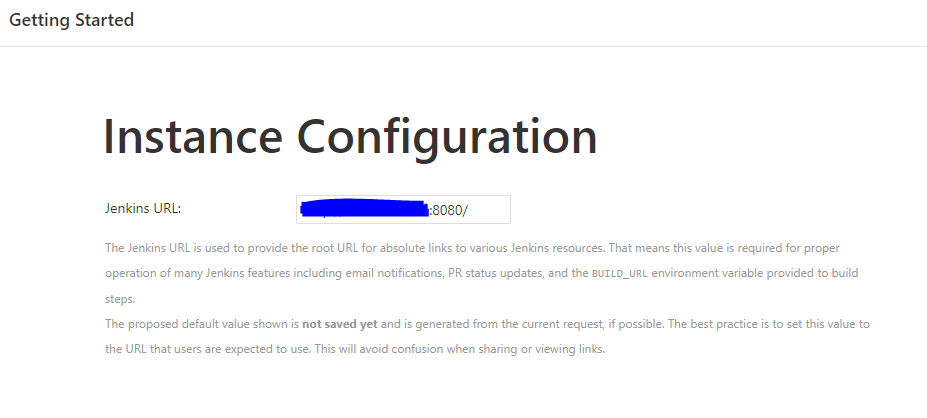 Getting Started
Instance Configuration
Jenkins URL: :8080/
The Jenkins URL is used to provide the root URL for absolute links to various Jenkins resources. That means this value is required for proper
operation of many Jenkins features including email notifications, PR status updates, and the BUILD_URL environment variable provided to build
steps.
The proposed default value shown is not saved yet and is generated from the current request, if possible. The best practice is to set this value to
the URL that users are expected to use. This will avoid confusion when sharing or viewing links.